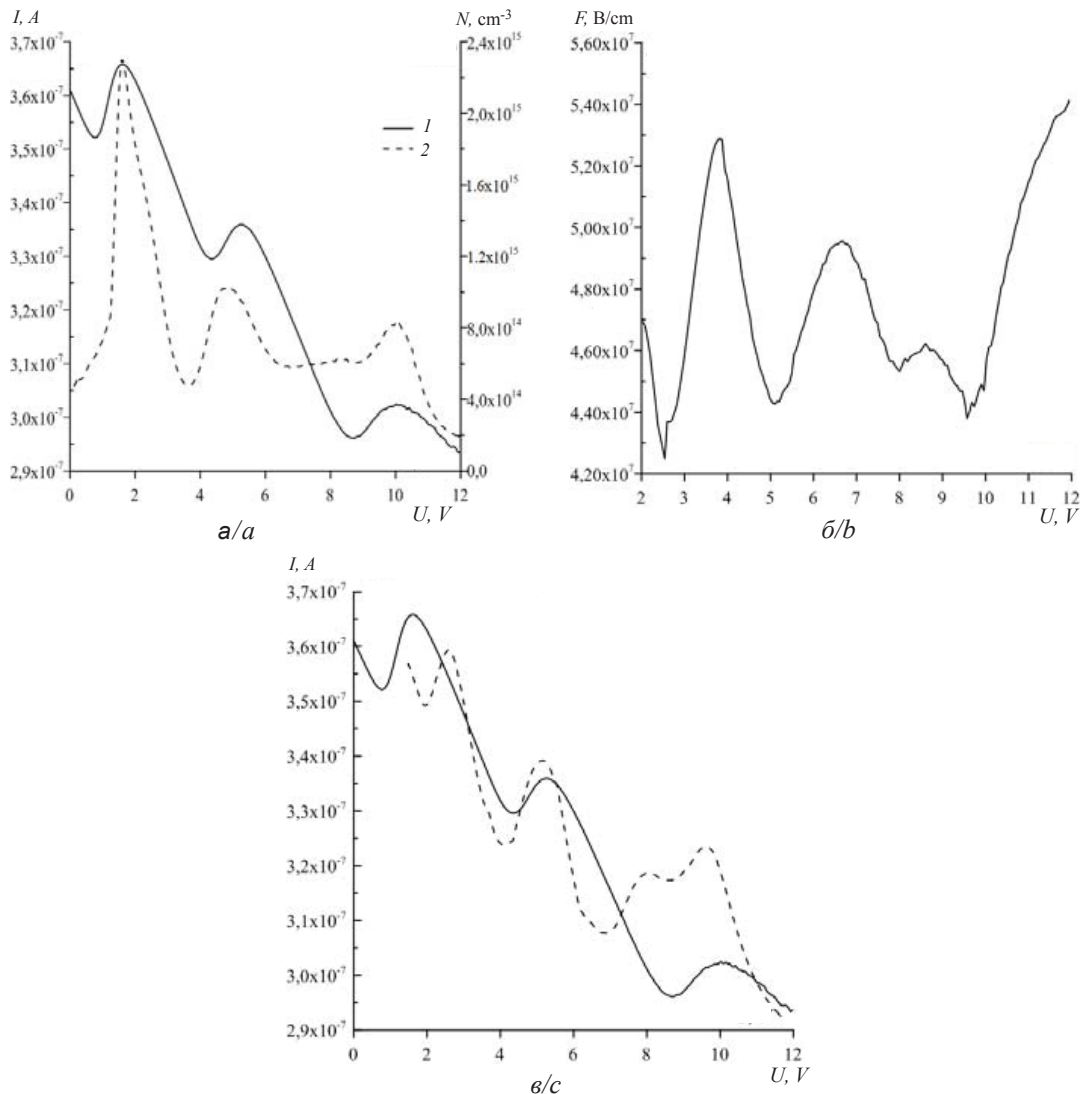 I, A
N, cm-3
3,7x10-7
3,6x10-7
3,5x10-7
3,4x10-7
3,3x10-7
3,2x10-7
3,1x10-7
3,0x10-7
2,9x10-7
2,4x1015
2,0x1015
1.6x1015
1.2x1015
8,0x1014
4,0x1014
0,0
1
2
0 2 4 6 8 10 12
U, V
а/a
F, B/cm
5,60x107
5,40x107
5,20x107
5,00x107
4,80x107
4,60x107
4,40x107
4,20x107
2 3 4 5 6 7 8 9 10 11 12
U, V
б/b
I, A
3,7x10-7
3,6x10-7
3,5x10-7
3,4x10-7
3,3x10-7
3,2x10-7
3,1x10-7
3,0x10-7
2,9x10-7
0 2 4 6 8 10 12
U, V
в/c